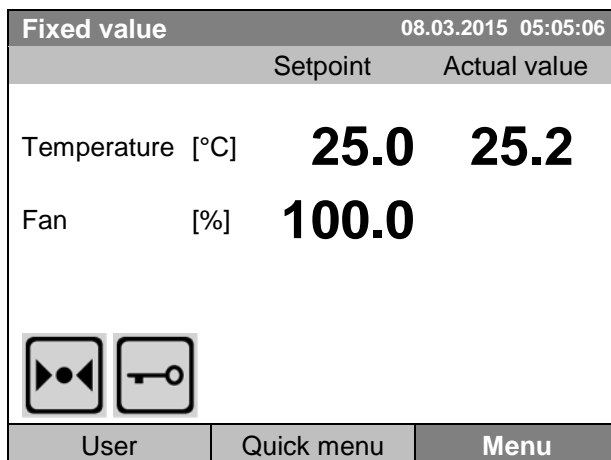 Fixed value 08.03.2015 05:05:06
Setpoint Actual value
Temperature [°C] 25.0 25.2
Fan [%] 100.0
User Quick menu Menu